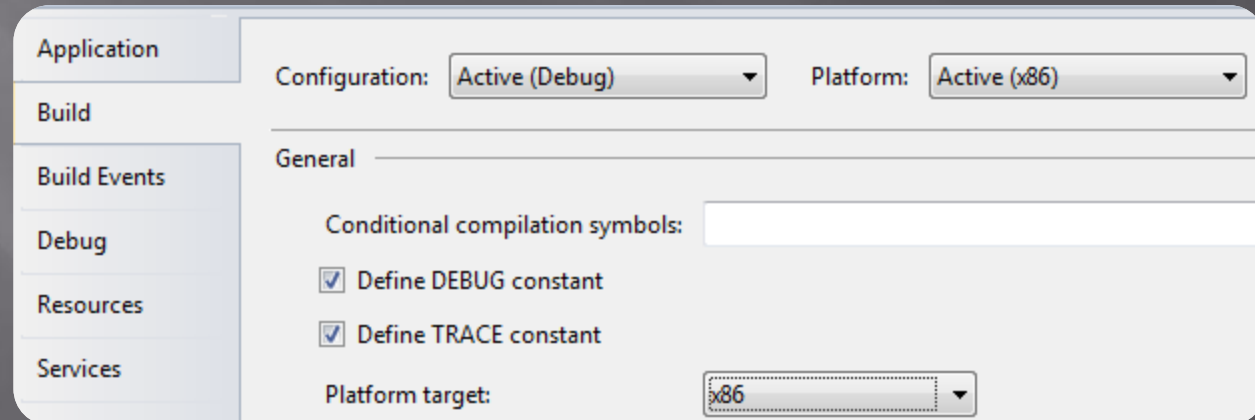 Application
Build
Build Events
Debug
Resources
Services
Configuration: Active (Debug) Platform: Active (x86)
General
Conditional compilation symbols:
Define DEBUG constant
Define TRACE constant
Platform target: x86